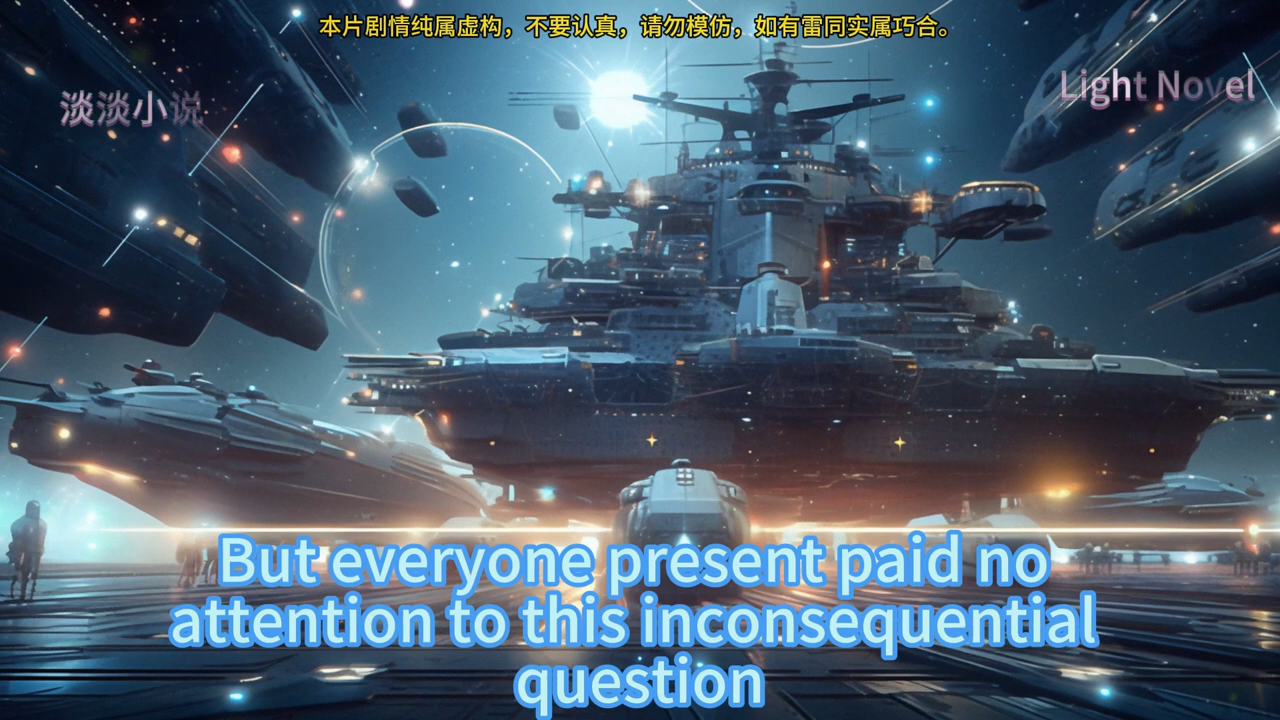 本片剧情纯属虚构，不要认真，请勿模仿，如有雷同实属巧合。
淡淡小说
Light Novel
But everyone present paid no
attention to this inconsequential
question